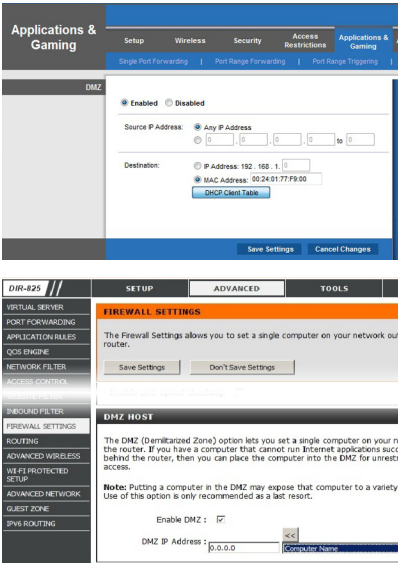 Applications &
Gaming
Setup Wireless Security Access Restrictions Applications & Gaming
Single Port Forwarding | Port Range Forwarding | Port Range Triggering |
DMZ
Enabled Disabled
Source IP Address: Any IP Address
0 . 0 . 0 . 0 to 0
Destination: IP Address: 192 . 168 . 1. 0
MAC Address: 00:24:01:77:F9:00
DHCP Client Table
Save Settings Cancel Changes
DIR-825 // SETUP ADVANCED TOOLS
VIRTUAL SERVER
PORT FORWARDING
APPLICATION RULES
QOS ENGINE
NETWORK FILTER
ACCESS CONTROL
INBOUND FILTER
FIREWALL SETTINGS
ROUTING
ADVANCED WIRELESS
WI-FI PROTECTED
SETUP
ADVANCED NETWORK
GUEST ZONE
IPV6 ROUTING
FIREWALL SETTINGS
The Firewall Settings allows you to set a single computer on your network ou
router.
Save Settings Don't Save Settings
DMZ HOST
The DMZ (Demilitarized Zone) option lets you set a single computer on your n
the router. If you have a computer that cannot run Internet applications succ
behind the router, then you can place the computer into the DMZ for unrestr
access.
Note: Putting a computer in the DMZ may expose that computer to a variety
Use of this option is only recommended as a last resort.
Enable DMZ :
<<
DMZ IP Address : 0.0.0.0 Computer Name